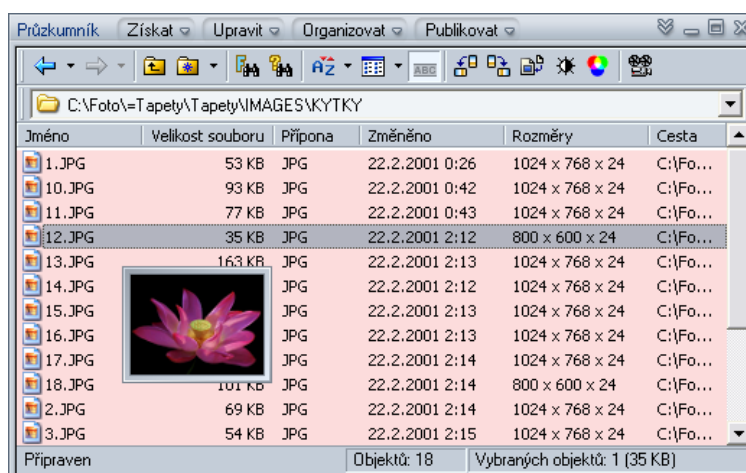 Průzkumník Získat Upravit Organizovat Publikovat
ABC
C:\Foto\=Tapety\Tapety\IMAGES\KYTKY
Jméno Velikost souboru Přípona Změněno Rozměry Cesta
1.JPG 53 KB JPG 22.2.2001 0:26 1024 x 768 x 24 C:\Fo...
10.JPG 93 KB JPG 22.2.2001 0:42 1024 x 768 x 24 C:\Fo...
11.JPG 77 KB JPG 22.2.2001 0:43 1024 x 768 x 24 C:\Fo...
12.JPG 35 KB JPG 22.2.2001 2:12 800 x 600 x 24 C:\Fo...
13.JPG 163 KB JPG 22.2.2001 2:13 1024 x 768 x 24 C:\Fo...
14.JPG JPG 22.2.2001 2:12 1024 x 768 x 24 C:\Fo...
15.JPG JPG 22.2.2001 2:13 1024 x 768 x 24 C:\Fo...
16.JPG JPG 22.2.2001 2:13 1024 x 768 x 24 C:\Fo...
17.JPG JPG 22.2.2001 2:14 1024 x 768 x 24 C:\Fo...
18.JPG 101 KB JPG 22.2.2001 2:14 800 x 600 x 24 C:\Fo...
2.JPG 69 KB JPG 22.2.2001 2:14 1024 x 768 x 24 C:\Fo...
3.JPG 54 KB JPG 22.2.2001 2:15 1024 x 768 x 24 C:\Fo...
Připraven Objektů: 18 Vybraných objektů: 1 (35 KB)